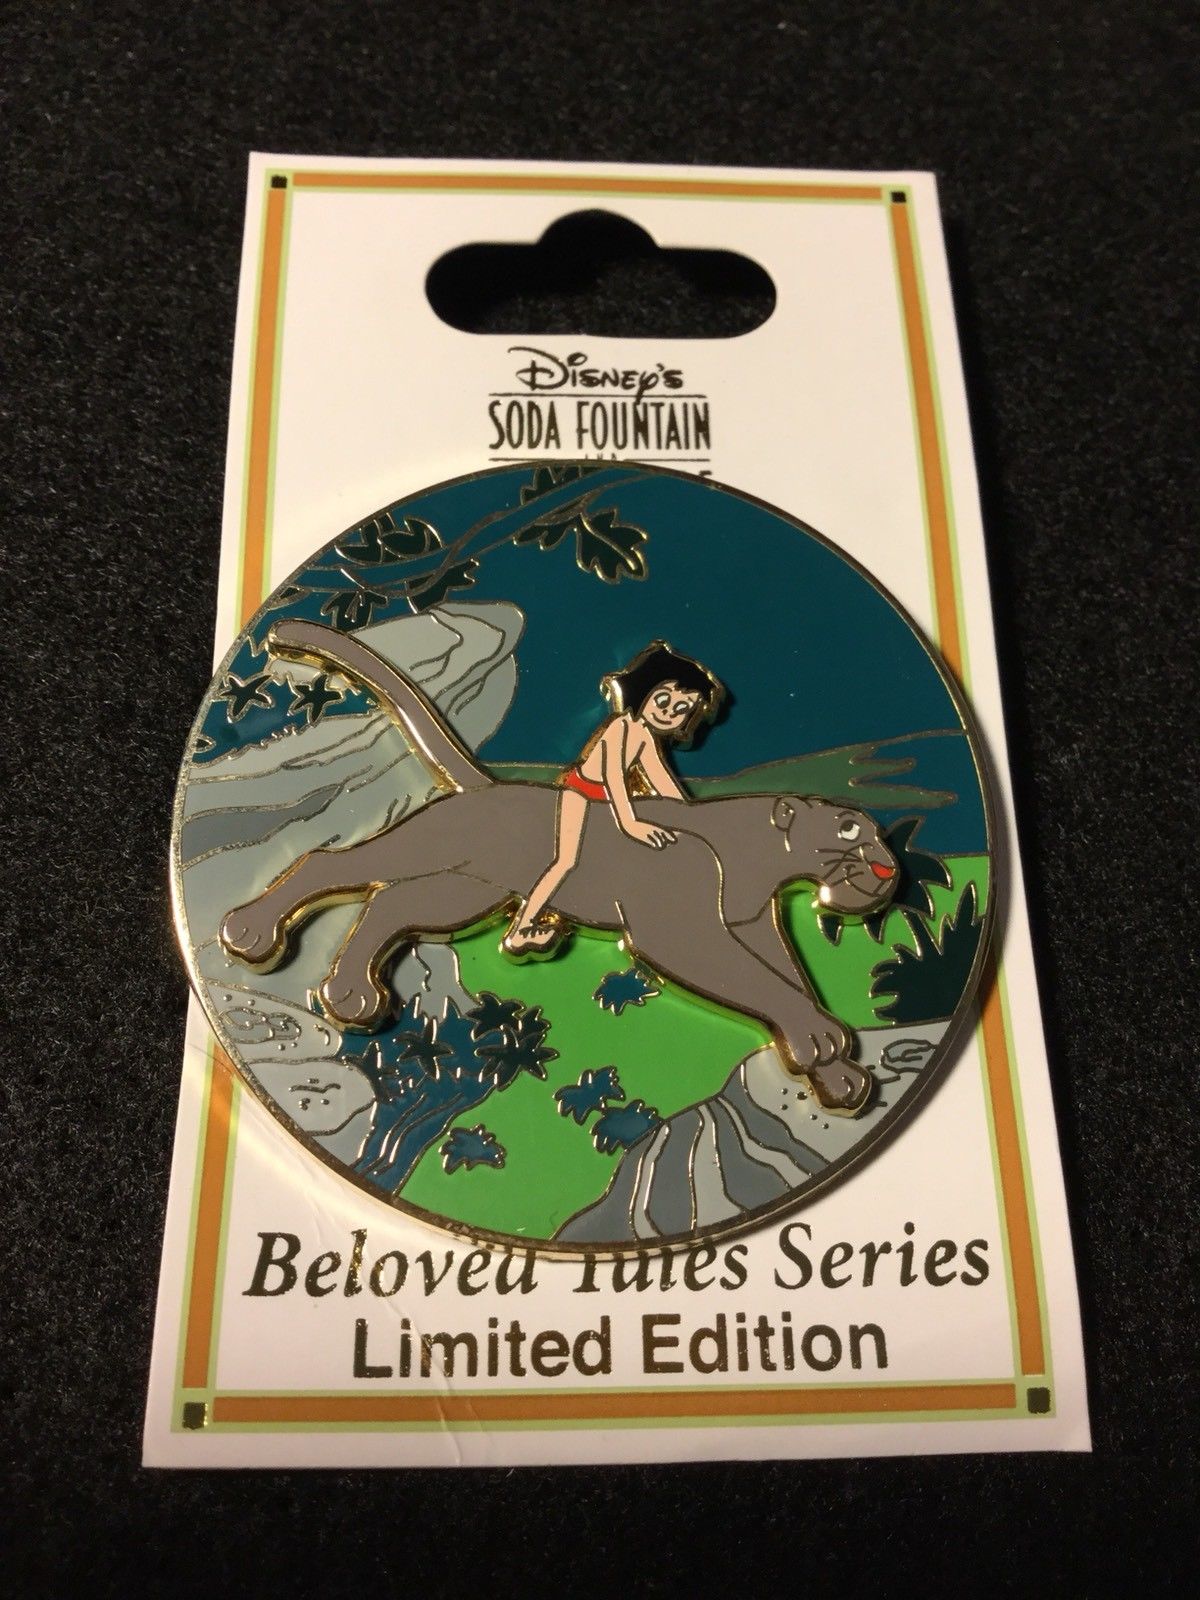 Disney's
SODA FOUNTAIN
Beloved Tales Series
Limited Edition